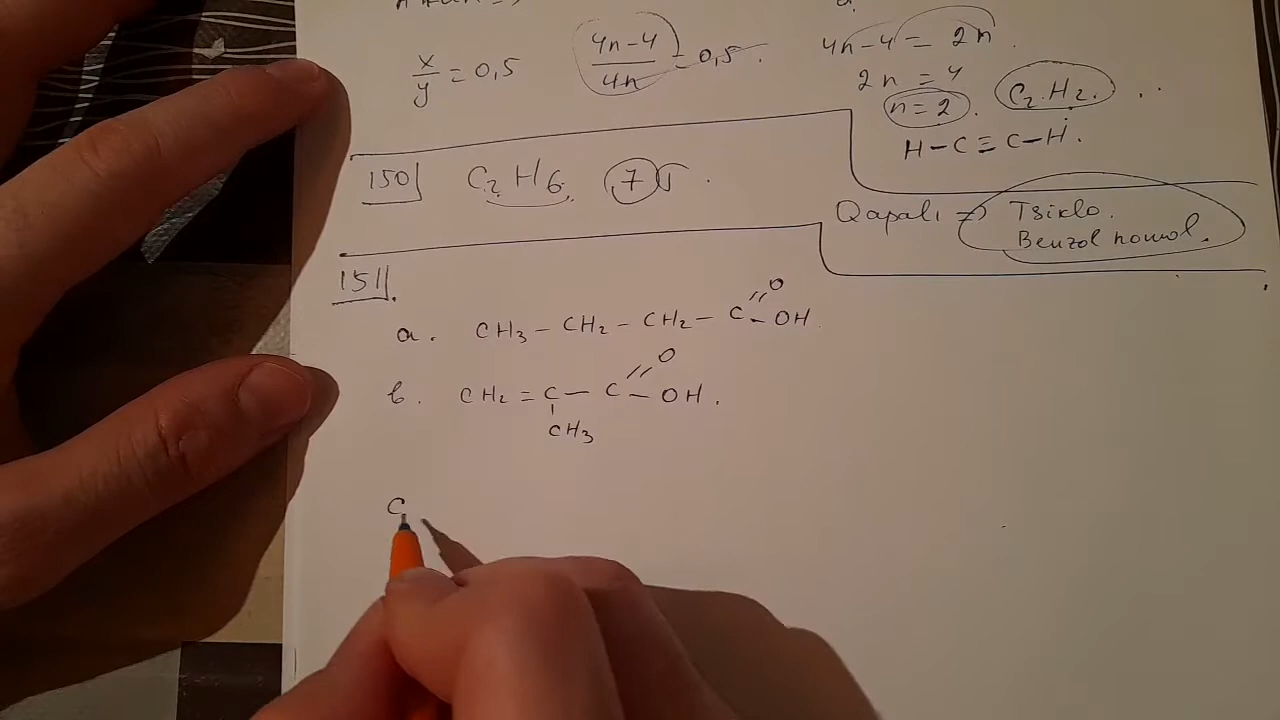 x/y = 0,5
4n-4/4n = 0,5.
4n-4 = 2n.
2n = 4
n = 2. C2H2. ..
H-C≡C-H.
150 C2H6. 7σ.
Qapalı => Tsiklo.
Benzol homol.
151.
a. CH3 - CH2 - CH2 - C - OH.
O
b. CH2 = C - C - OH.
O
CH3
C